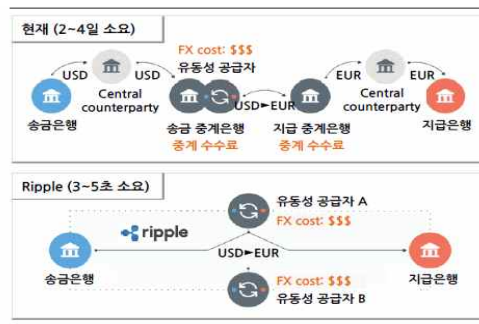 현재 (2~4일 소요)
FX cost: $$$
유동성 공급자
USD
USD
EUR
EUR
Central
counterparty
USD►EUR
Central
counterparty
송금은행
송금 중계은행
중계 수수료
지급 중계은행
중계 수수료
지급은행
Ripple (3~5초 소요)
유동성 공급자 A
FX cost: $$$
ripple
USD►EUR
송금은행
지급은행
FX cost: $$$
유동성 공급자 B